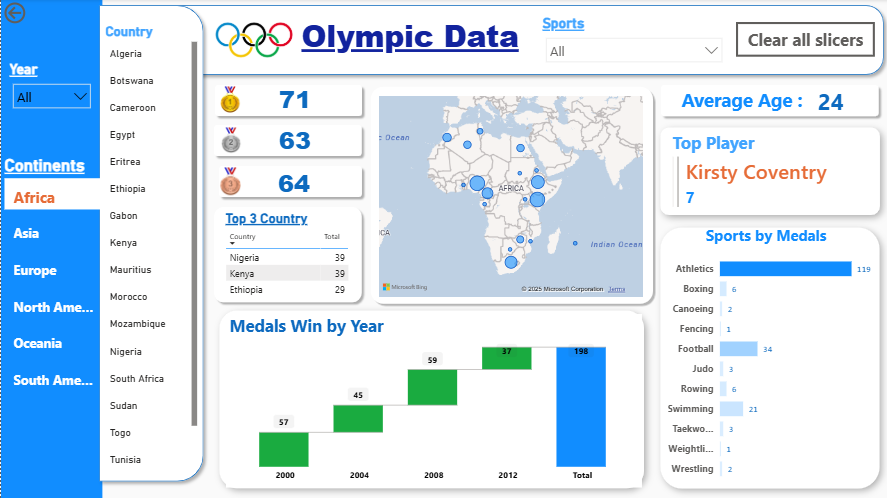 Year
All
Continents
Africa
Asia
Europe
North Ame...
Oceania
South Ame...
Country
Algeria
Botswana
Cameroon
Egypt
Eritrea
Ethiopia
Gabon
Kenya
Mauritius
Morocco
Mozambique
Nigeria
South Africa
Sudan
Togo
Tunisia
Olympic Data
Sports
All
Clear all slicers
1
71
2
63
3
64
Top 3 Country
Country Total
Nigeria 39
Kenya 39
Ethiopia 29
c Ocean
AFRICA
ICA
Indian Ocean
Microsoft Bing
© 2025 Microsoft Corporation Terms
Average Age : 24
Top Player
Kirsty Coventry
7
Medals Win by Year
57
45
59
37
198
2000 2004 2008 2012 Total
Sports by Medals
Athletics 119
Boxing 6
Canoeing 2
Fencing 1
Football 34
Judo 3
Rowing 6
Swimming 21
Taekwo... 3
Weightli... 1
Wrestling 2